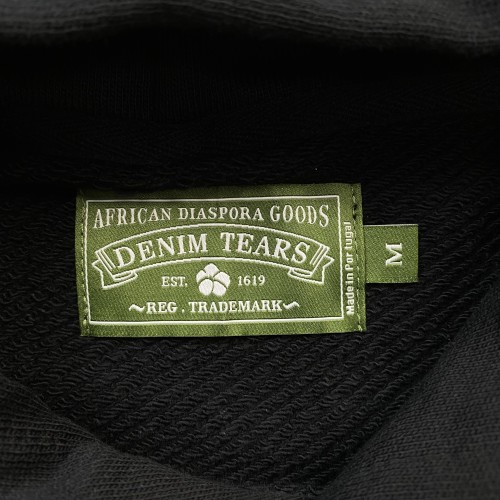 AFRICAN DIASPORA GOODS
DENIM TEARS
EST. 1619
~REG. TRADEMARK~
Made in Portugal
M